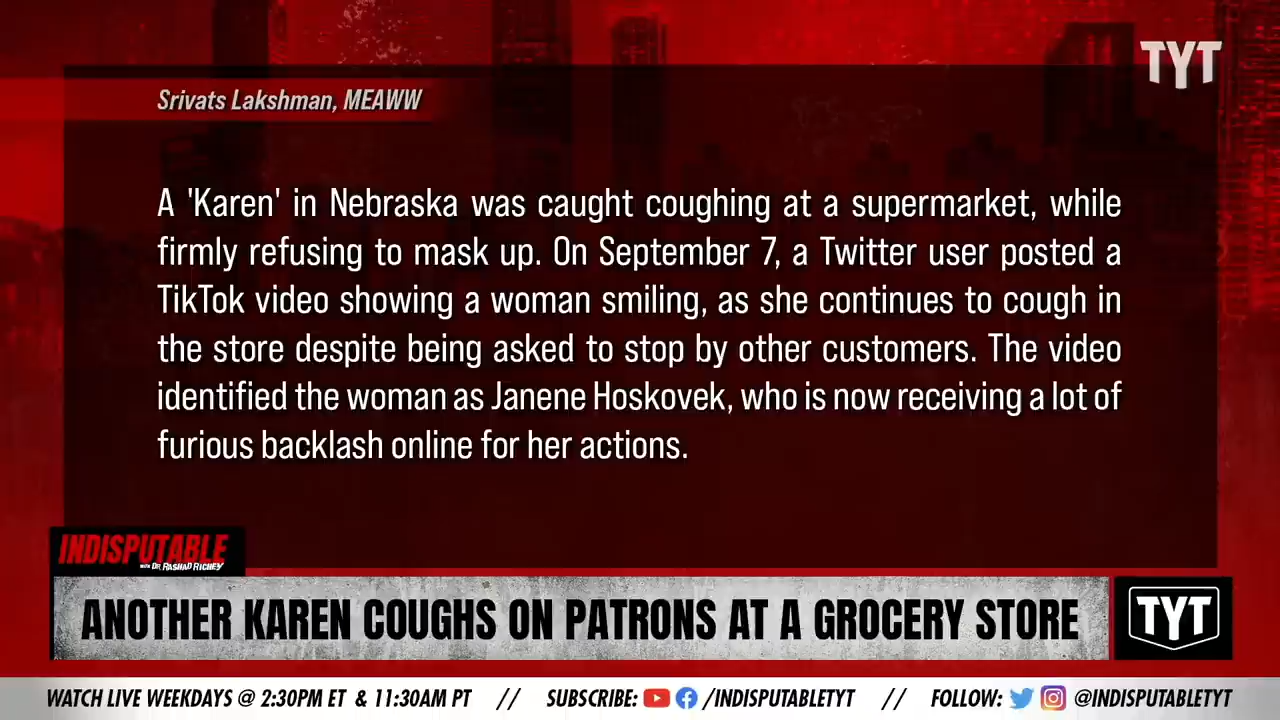 TYT
Srivats Lakshman, MEAWW
A 'Karen' in Nebraska was caught coughing at a supermarket, while
firmly refusing to mask up. On September 7, a Twitter user posted a
TikTok video showing a woman smiling, as she continues to cough in
the store despite being asked to stop by other customers. The video
identified the woman as Janene Hoskovek, who is now receiving a lot of
furious backlash online for her actions.
INDISPUTABLE
WITH DR. RASHAD RICHEY
ANOTHER KAREN COUGHS ON PATRONS AT A GROCERY STORE
TYT
WATCH LIVE WEEKDAYS @ 2:30PM ET & 11:30AM PT // SUBSCRIBE: /INDISPUTABLETYT // FOLLOW: @INDISPUTABLETYT